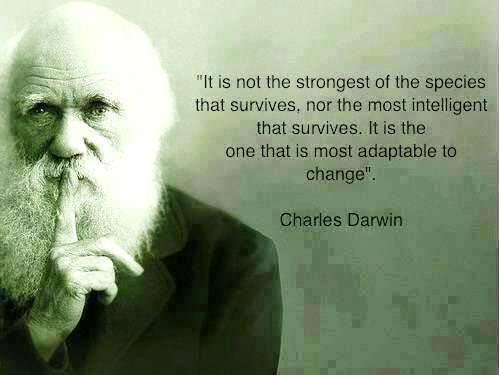 "It is not the strongest of the species
that survives, nor the most intelligent
that survives. It is the
one that is most adaptable to
change".
Charles Darwin